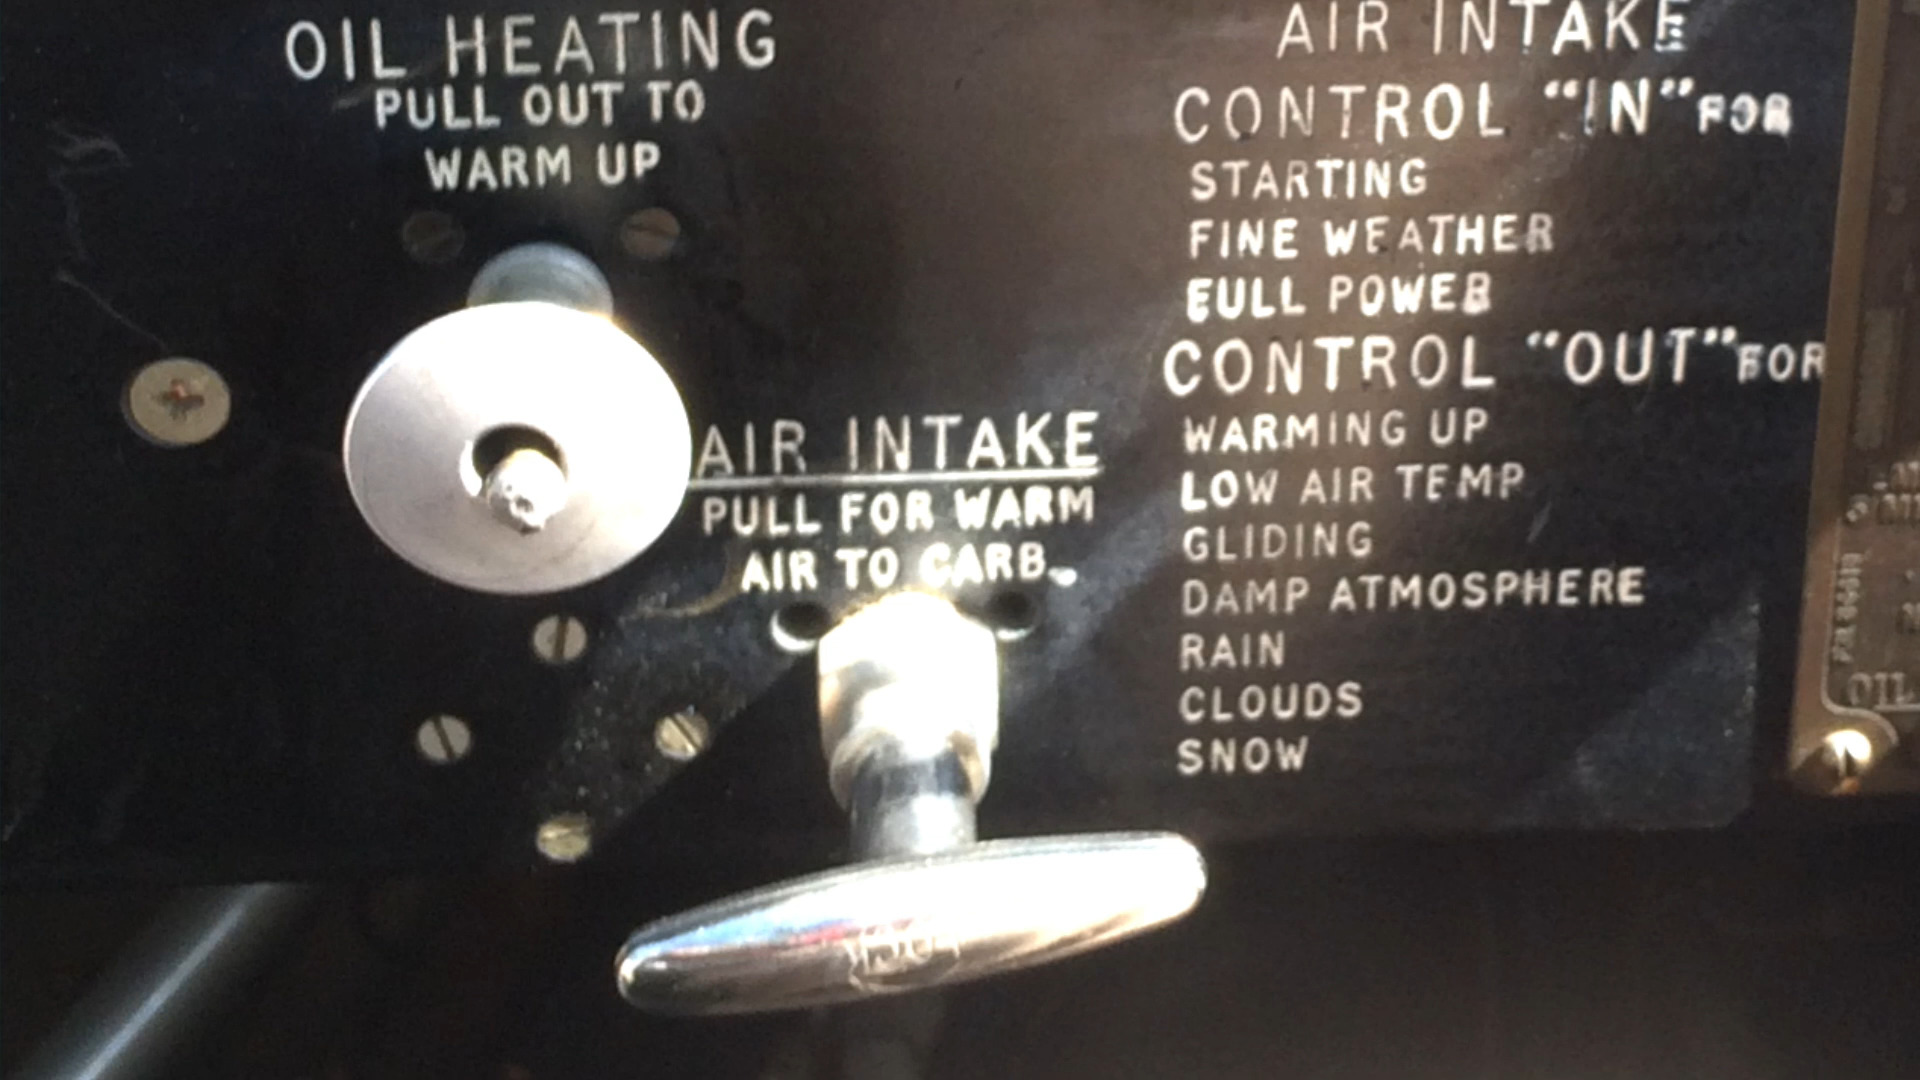 OIL HEATING
PULL OUT TO
WARM UP
AIR INTAKE
PULL FOR WARM
AIR TO CARB.
AIR INTAKE
CONTROL "IN" FOR
STARTING
FINE WEATHER
FULL POWER
CONTROL "OUT" FOR
WARMING UP
LOW AIR TEMP
GLIDING
DAMP ATMOSPHERE
RAIN
CLOUDS
SNOW
OIL